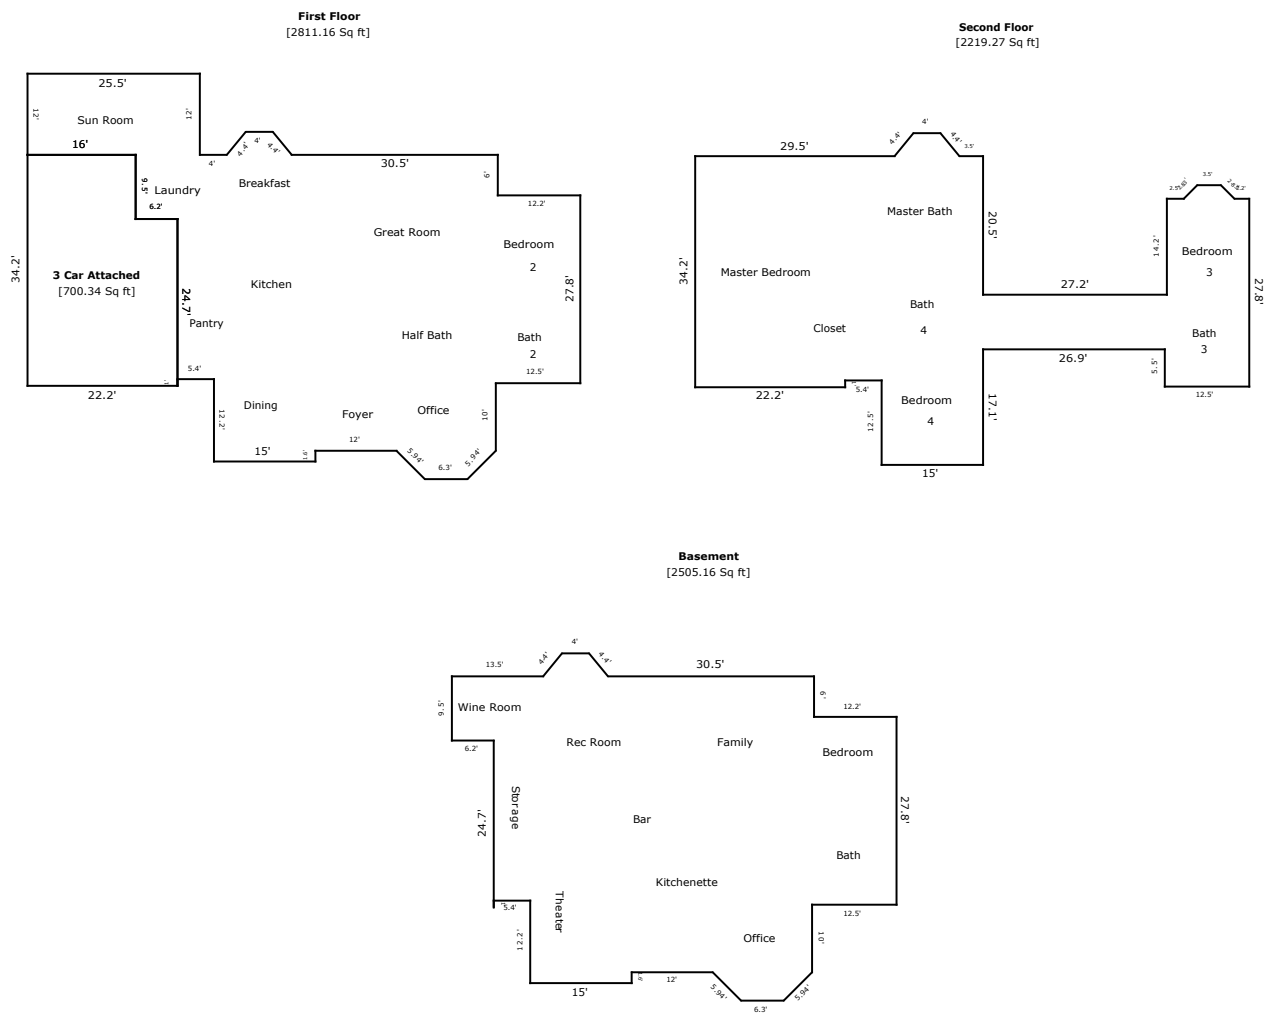 First Floor
[2811.16 Sq ft]
25.5'
12'
12'
Sun Room
16'
4'
4.4'
4'
4.4'
30.5'
6'
9.5'
Laundry
6.2'
Breakfast
12.2'
Great Room
Bedroom
2
34.2'
3 Car Attached
[700.34 Sq ft]
24.7'
Kitchen
27.8'
Pantry
Half Bath
Bath
2
5.4'
12.5'
22.2'
Dining
12.2'
Foyer
Office
10'
15'
1.6'
12'
5.94'
6.3'
5.94'
Second Floor
[2219.27 Sq ft]
29.5'
4.4'
4'
4.4'
3.5'
Master Bath
20.5'
34.2'
Master Bedroom
Bath
4
Closet
27.2'
14.2'
2.5'
3.5'
Bedroom
3
27.8'
Bath
3
26.9'
5.5'
12.5'
22.2'
1'
5.4'
12.5'
Bedroom
4
17.1'
15'
Basement
[2505.16 Sq ft]
13.5'
4.4'
4'
4.4'
30.5'
6'
12.2'
9.5'
Wine Room
6.2'
Rec Room
Family
Bedroom
24.7'
Storage
Bar
27.8'
Bath
Kitchenette
1'
5.4'
Theater
12.2'
Office
12.5'
10'
15'
12'
5.94'
6.3'
5.94'